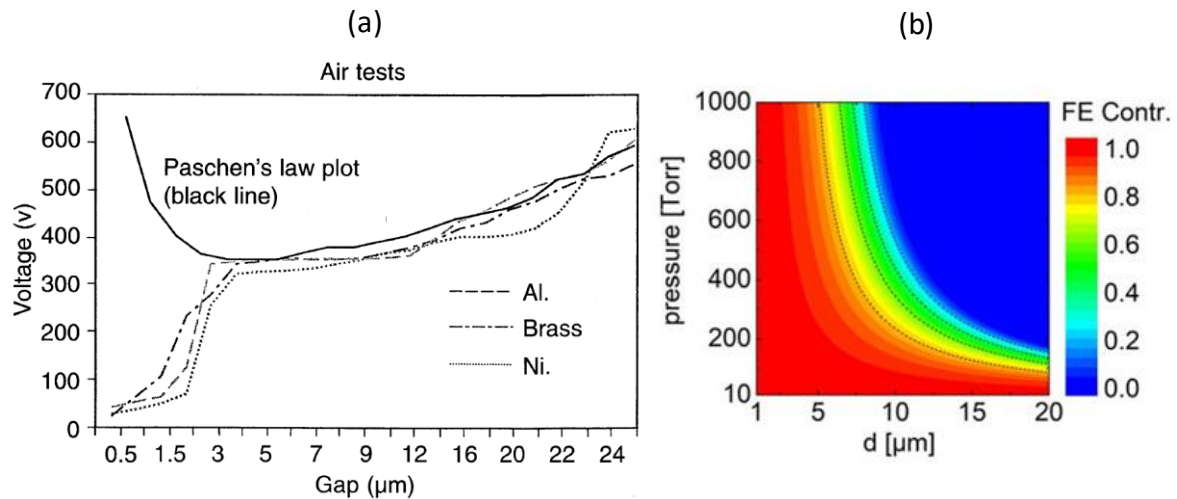 (a)
Air tests
700
600
500
400
300
200
100
0
Voltage (v)
Paschen's law plot
(black line)
Al.
Brass
Ni.
0.5 1.5 3 5 7 9 12 16 20 22 24
Gap (µm)
(b)
1000
800
600
400
200
10
pressure [Torr]
1 5 10 15 20
d [µm]
FE Contr.
1.0
0.8
0.6
0.4
0.2
0.0